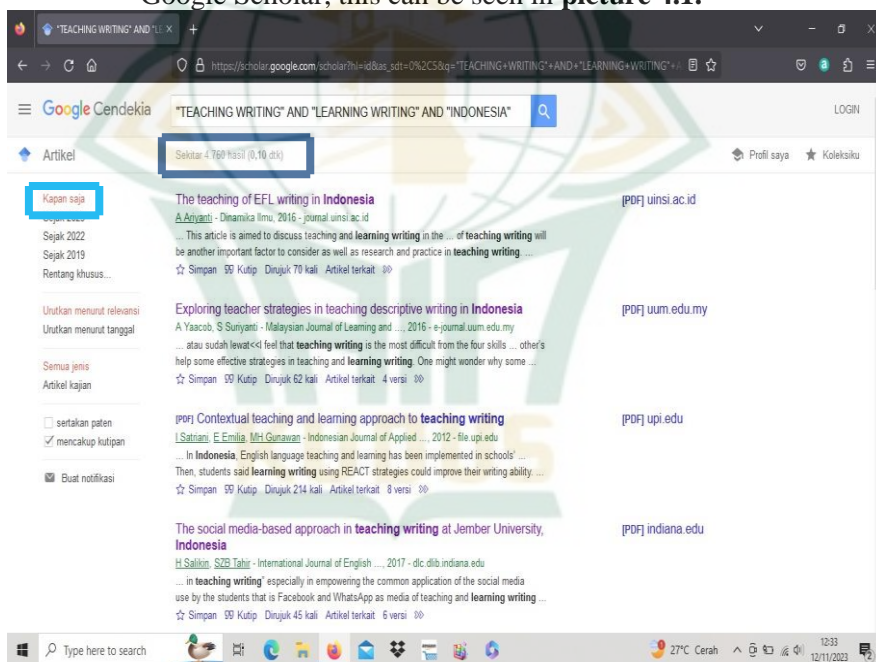 Google Scholar, this can be seen in picture 4.1.
"TEACHING WRITING" AND "LE
https://scholar.google.com/scholar?hl=id&as_sdt=0%2C5&q="TEACHING+WRITING"+AND+"LEARNING+WRITING"+A
Google Cendekia
"TEACHING WRITING" AND "LEARNING WRITING" AND "INDONESIA"
LOGIN
Artikel
Sekitar 4.760 hasil (0,10 dtk)
Profil saya
Koleksiku
Kapan saja
Sejak 2022
Sejak 2019
Rentang khusus...
Urutkan menurut relevansi
Urutkan menurut tanggal
Semua jenis
Artikel kajian
sertakan paten
mencakup kutipan
Buat notifikasi
The teaching of EFL writing in Indonesia
[PDF] uinsi.ac.id
A Ariyanti - Dinamika Ilmu, 2016 - journal.uinsi.ac.id
... This article is aimed to discuss teaching and learning writing in the ... of teaching writing will
be another important factor to consider as well as research and practice in teaching writing. ...
Simpan Kutip Dirujuk 70 kali Artikel terkait
Exploring teacher strategies in teaching descriptive writing in Indonesia
[PDF] uum.edu.my
A Yaacob, S Suriyanti - Malaysian Journal of Learning and ..., 2016 - e-journal.uum.edu.my
... atau sudah lewat<<I feel that teaching writing is the most difficult from the four skills ... other's
help some effective strategies in teaching and learning writing. One might wonder why some ...
Simpan Kutip Dirujuk 62 kali Artikel terkait 4 versi
[PDF] Contextual teaching and learning approach to teaching writing
[PDF] upi.edu
I Satriani, E Emilia, MH Gunawan - Indonesian Journal of Applied ..., 2012 - file.upi.edu
... In Indonesia, English language teaching and learning has been implemented in schools' ...
Then, students said learning writing using REACT strategies could improve their writing ability. ...
Simpan Kutip Dirujuk 214 kali Artikel terkait 8 versi
The social media-based approach in teaching writing at Jember University,
Indonesia
[PDF] indiana.edu
H Salikin, SZB Tahir - International Journal of English ..., 2017 - dlc.dlib.indiana.edu
... in teaching writing" especially in empowering the common application of the social media
use by the students that is Facebook and WhatsApp as media of teaching and learning writing ...
Simpan Kutip Dirujuk 45 kali Artikel terkait 6 versi
Type here to search
27°C Cerah
12:33
12/11/2023